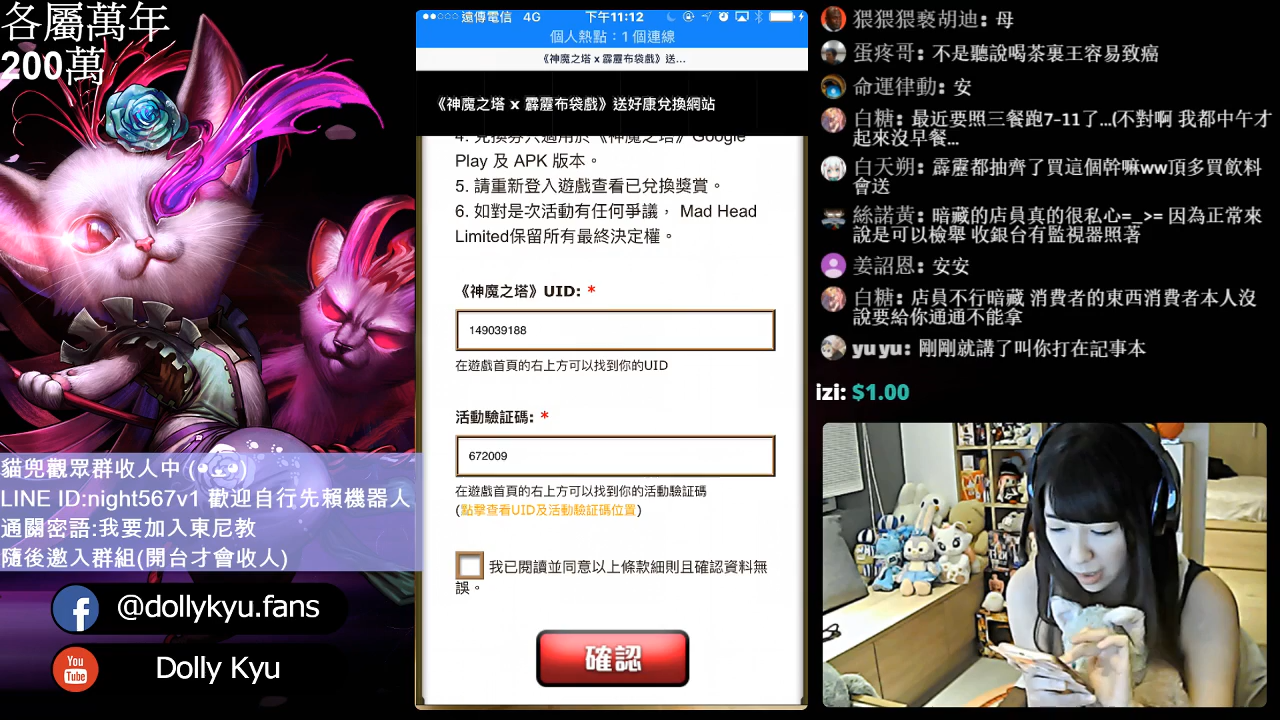 各屬萬年
200萬
貓兜觀眾群收人中 (●ᴗ●)
LINE ID:night567v1 歡迎自行先賴機器人
通關密語:我要加入東尼教
隨後邀入群組(開台才會收人)
@dollykyu.fans
You
Tube
Dolly Kyu
遠傳電信 4G 下午11:12
個人熱點：1 個連線
《神魔之塔 x 霹靂布袋戲》送...
《神魔之塔 x 霹靂布袋戲》送好康兌換網站
4. 兌換券只適用於《神魔之塔》Google
Play 及 APK 版本。
5. 請重新登入遊戲查看已兌換獎賞。
6. 如對是次活動有任何爭議， Mad Head
Limited保留所有最終決定權。
《神魔之塔》UID: *
149039188
在遊戲首頁的右上方可以找到你的UID
活動驗証碼: *
672009
在遊戲首頁的右上方可以找到你的活動驗証碼
(點擊查看UID及活動驗証碼位置)
我已閱讀並同意以上條款細則且確認資料無
誤。
確認
猥猥猥褻胡迪: 母
蛋疼哥: 不是聽說喝茶裏王容易致癌
命運律動: 安
白糖: 最近要照三餐跑7-11了...(不對啊 我都中午才
起來沒早餐...
白天朔: 霹靂都抽齊了買這個幹嘛ww頂多買飲料
會送
絲諾黃: 暗藏的店員真的很私心=_>= 因為正常來
說是可以檢舉 收銀台有監視器照著
姜詔恩: 安安
白糖: 店員不行暗藏 消費者的東西消費者本人沒
說要給你通通不能拿
yu yu: 剛剛就講了叫你打在記事本
izi: $1.00